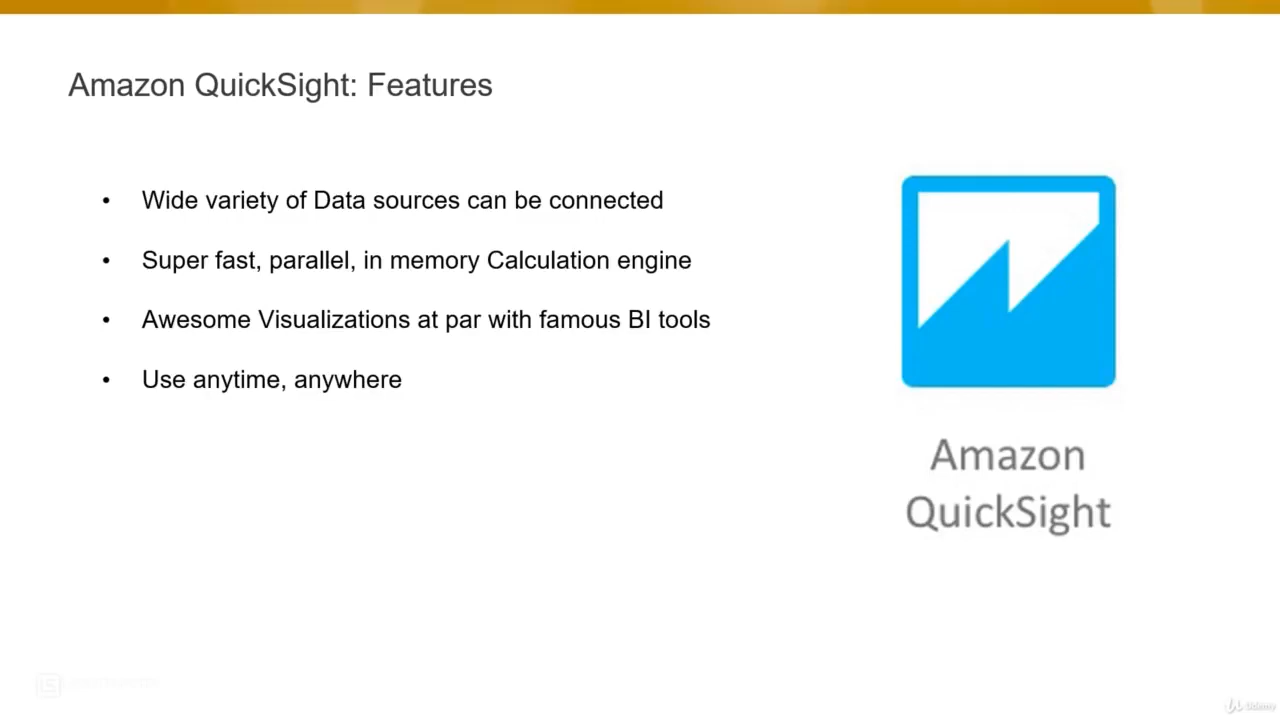 Amazon QuickSight: Features
• Wide variety of Data sources can be connected
• Super fast, parallel, in memory Calculation engine
• Awesome Visualizations at par with famous BI tools
• Use anytime, anywhere
Amazon
QuickSight
Udemy